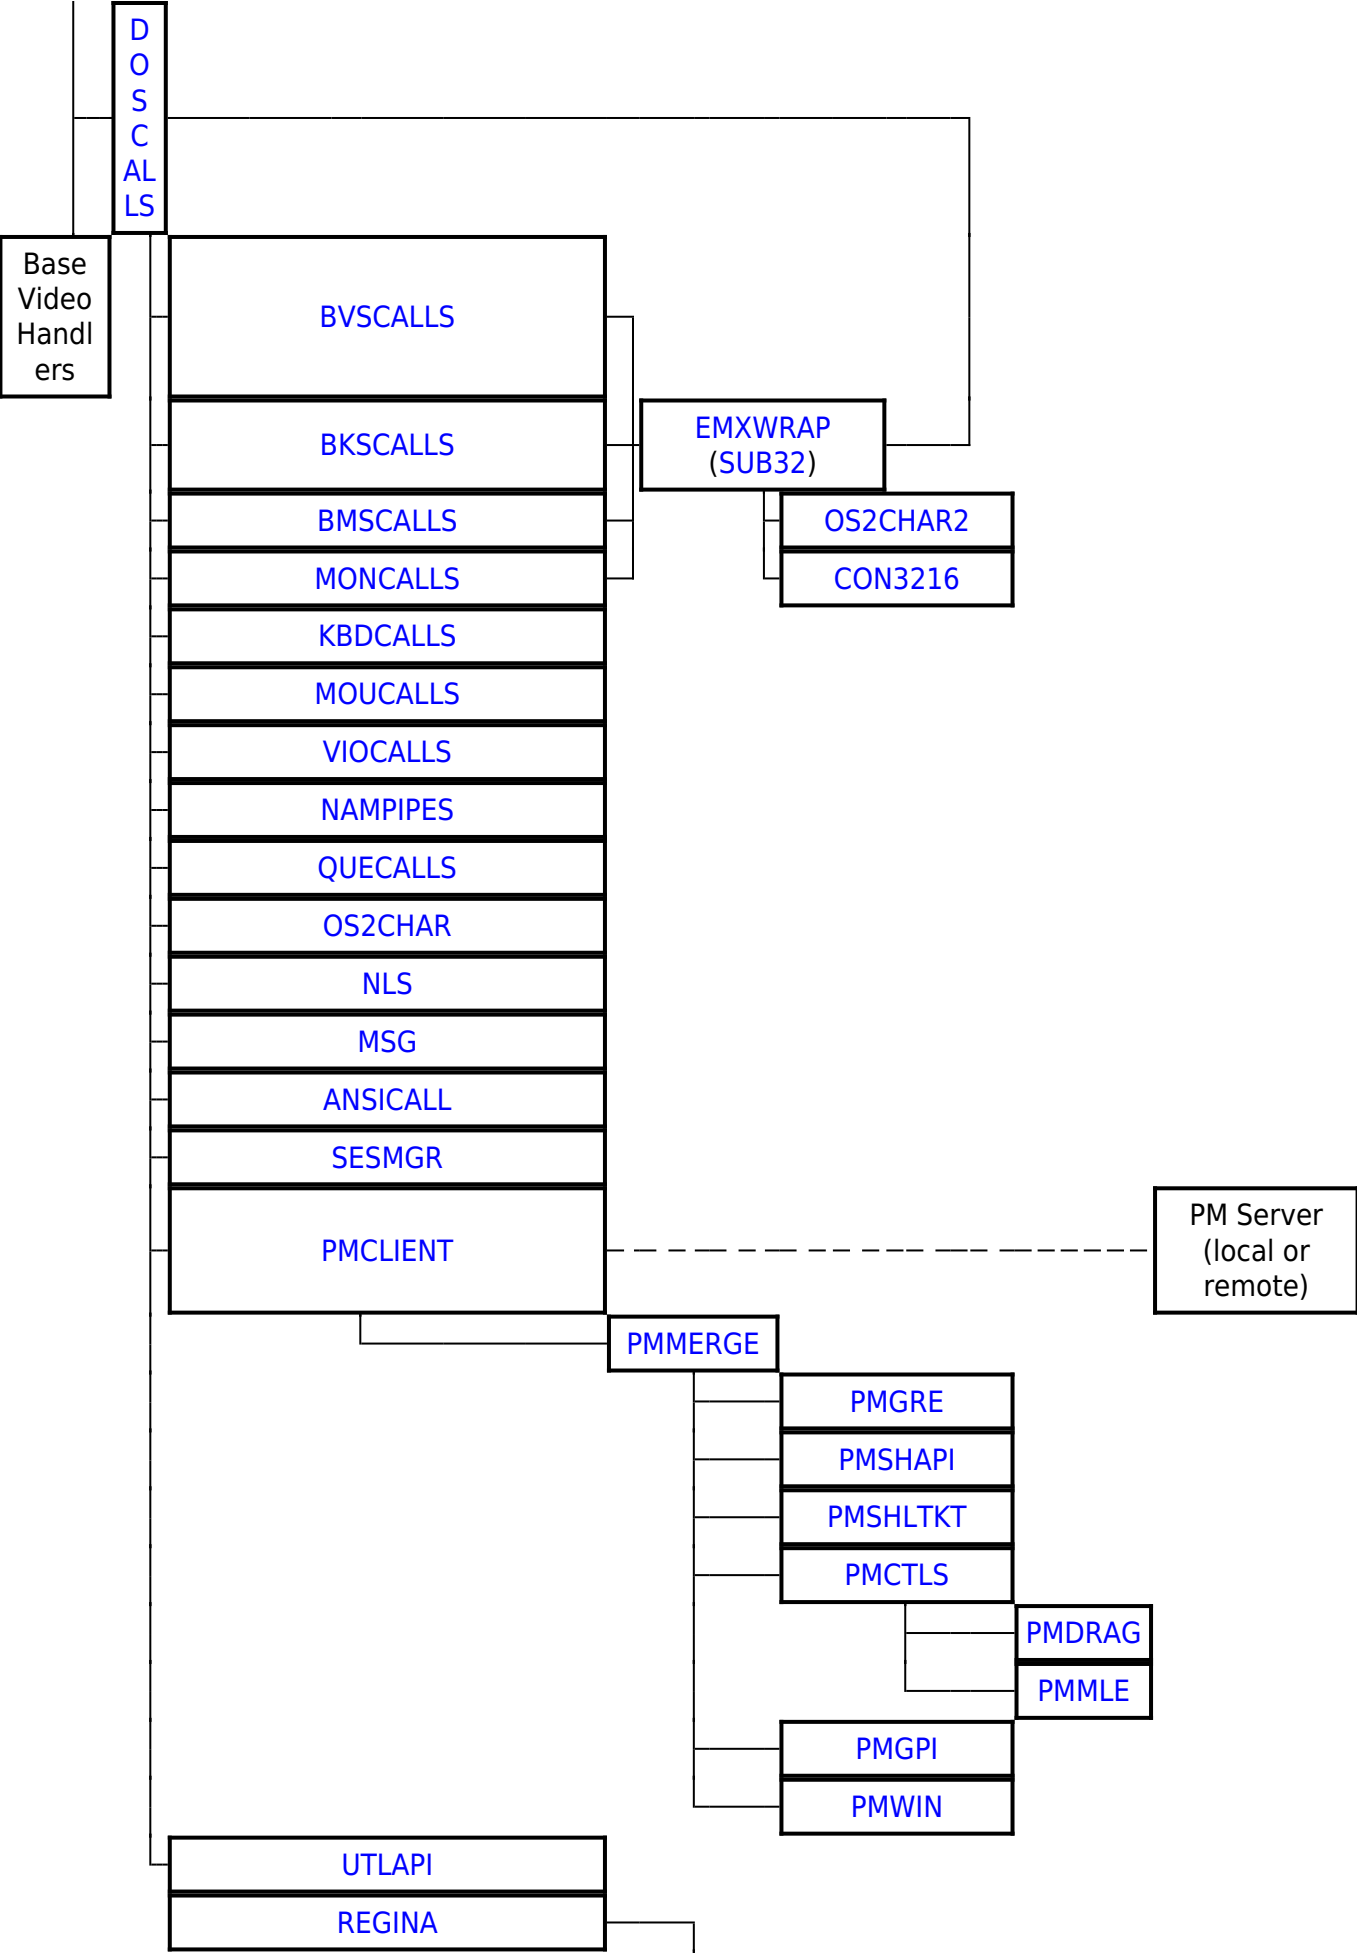 D
O
S
C
AL
LS
Base
Video
Handl
ers
BVSCALLS
BKSCALLS
EMXWRAP
(SUB32)
BMSCALLS
OS2CHAR2
MONCALLS
CON3216
KBDCALLS
MOUCALLS
VIOCALLS
NAMPIPES
QUECALLS
OS2CHAR
NLS
MSG
ANSICALL
SESMGR
PMCLIENT
PM Server
(local or
remote)
PMMERGE
PMGRE
PMSHAPI
PMSHLTKT
PMCTLS
PMDRAG
PMMLE
PMGPI
PMWIN
UTLAPI
REGINA